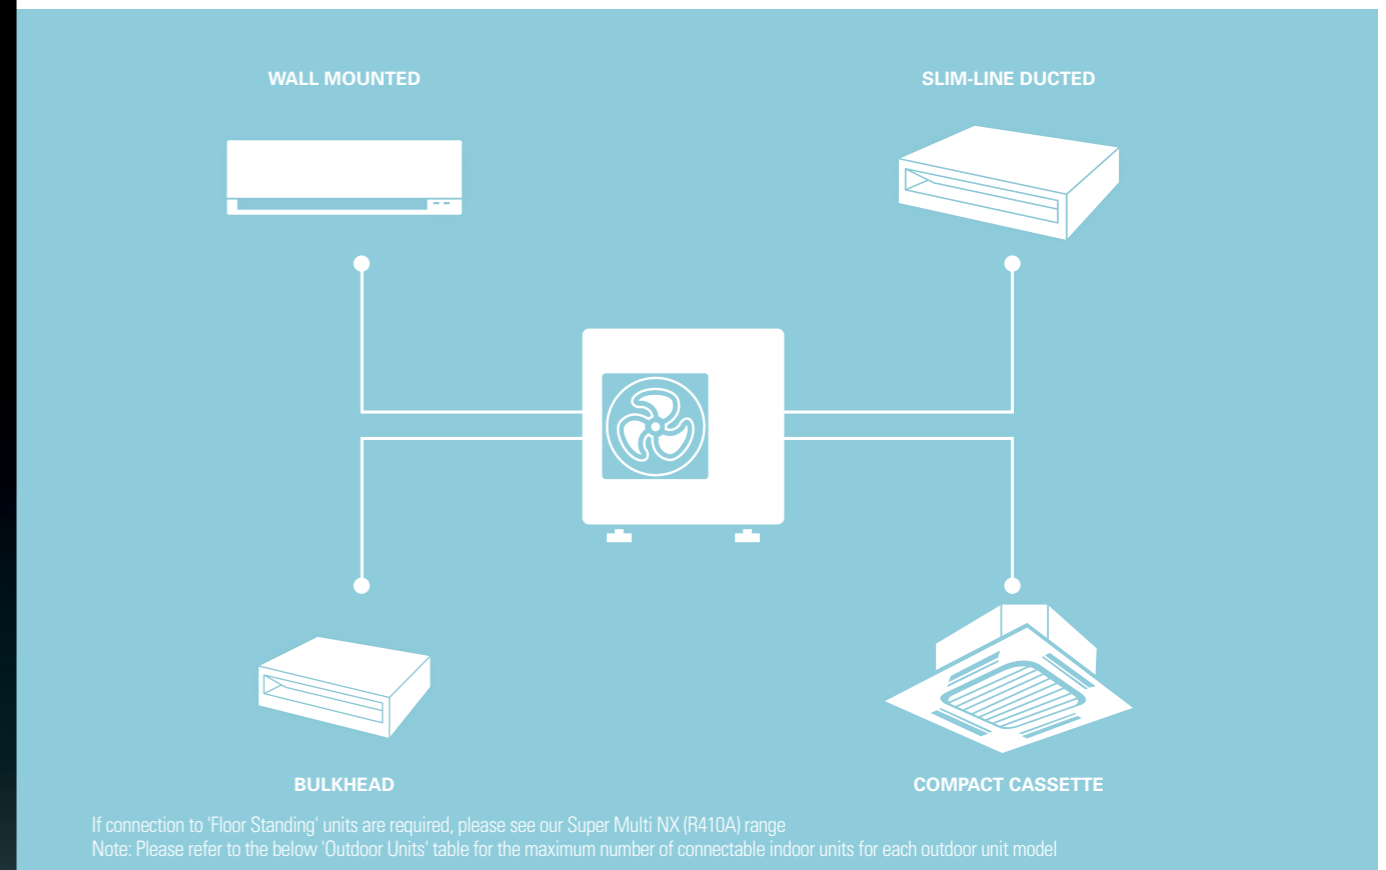 WALL MOUNTED
SLIM-LINE DUCTED
BULKHEAD
COMPACT CASSETTE
If connection to 'Floor Standing' units are required, please see our Super Multi NX (R410A) range
Note: Please refer to the below 'Outdoor Units' table for the maximum number of connectable indoor units for each outdoor unit model